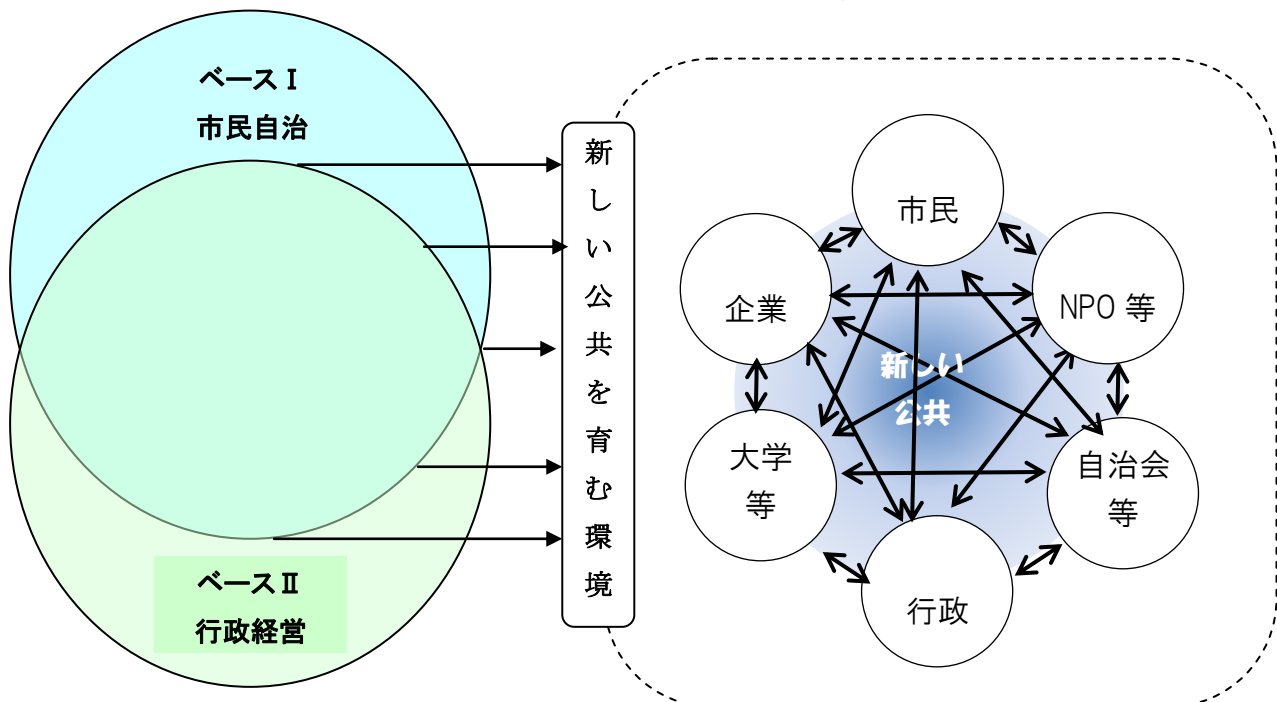 ベースⅠ
市民自治
ベースⅡ
行政経営
新しい公共を育む環境
市民
企業
NPO 等
新しい
公共
大学
等
自治会
等
行政